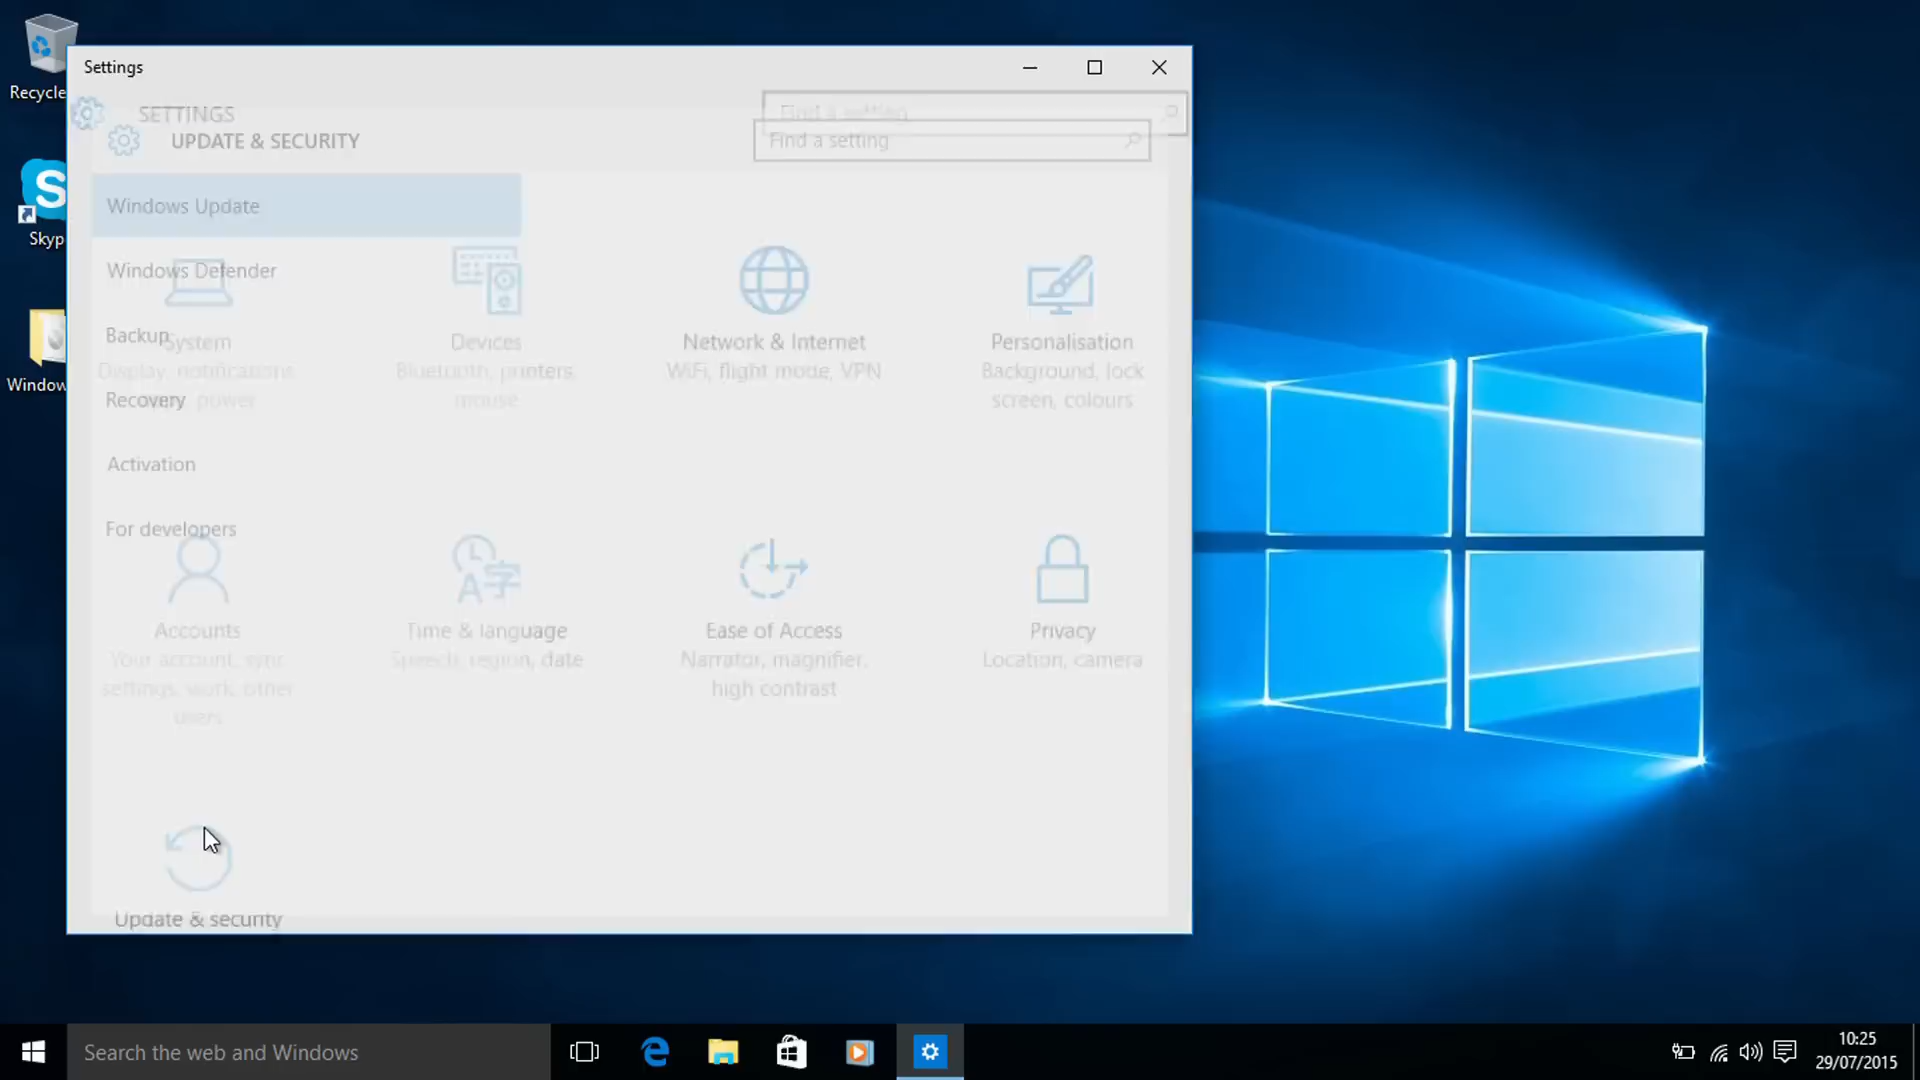 Recycle
Skyp
Window
Settings
SETTINGS
Find a setting
UPDATE & SECURITY
Find a setting
Windows Update
Windows Defender
Backup
Recovery
Activation
For developers
System
Display, notifications,
apps, power
Devices
Bluetooth, printers,
mouse
Network & Internet
WiFi, flight mode, VPN
Personalisation
Background, lock
screen, colours
Accounts
Your account, sync
settings, work, other
users
Time & language
Speech, region, date
Ease of Access
Narrator, magnifier,
high contrast
Privacy
Location, camera
Update & security
Search the web and Windows
10:25
29/07/2015